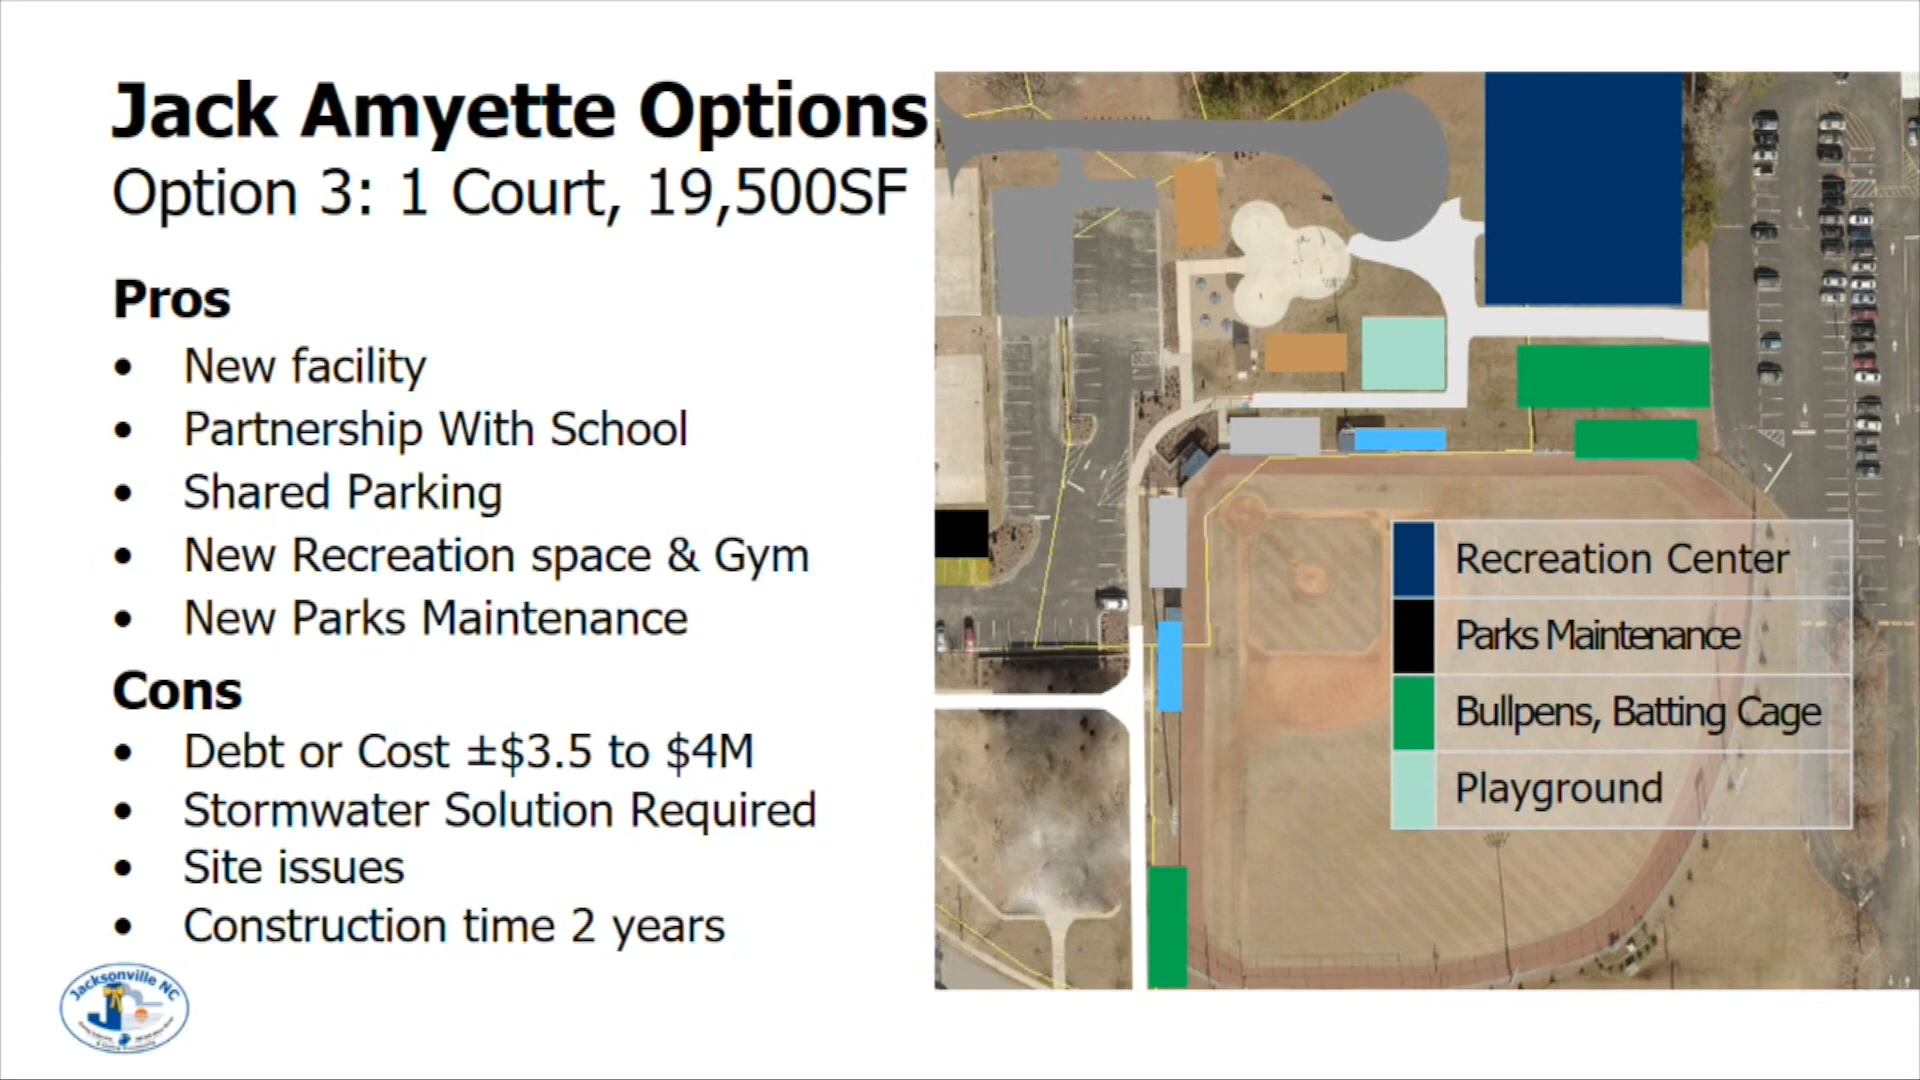 Jack Amyette Options
Option 3: 1 Court, 19,500SF
Pros
• New facility
• Partnership With School
• Shared Parking
• New Recreation space & Gym
• New Parks Maintenance
Cons
• Debt or Cost ±$3.5 to $4M
• Stormwater Solution Required
• Site issues
• Construction time 2 years
Recreation Center
Parks Maintenance
Bullpens, Batting Cage
Playground
Jacksonville NC